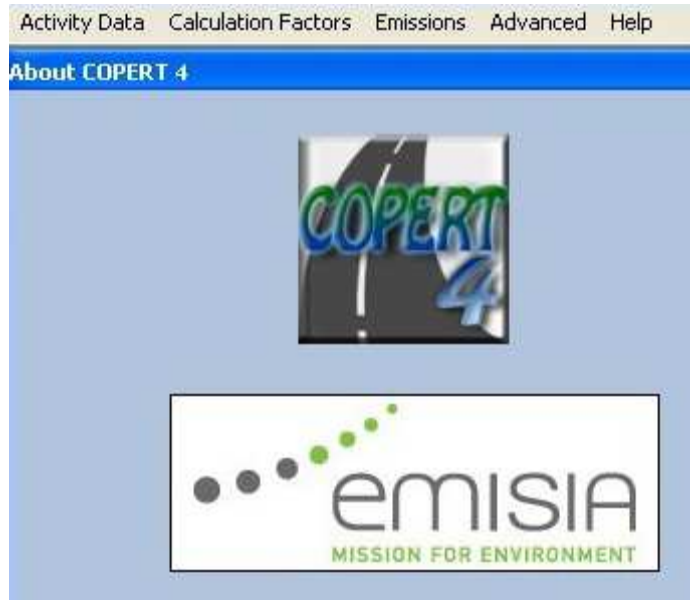 Activity Data Calculation Factors Emissions Advanced Help
About COPERT 4
COPERT
4
emisia
MISSION FOR ENVIRONMENT